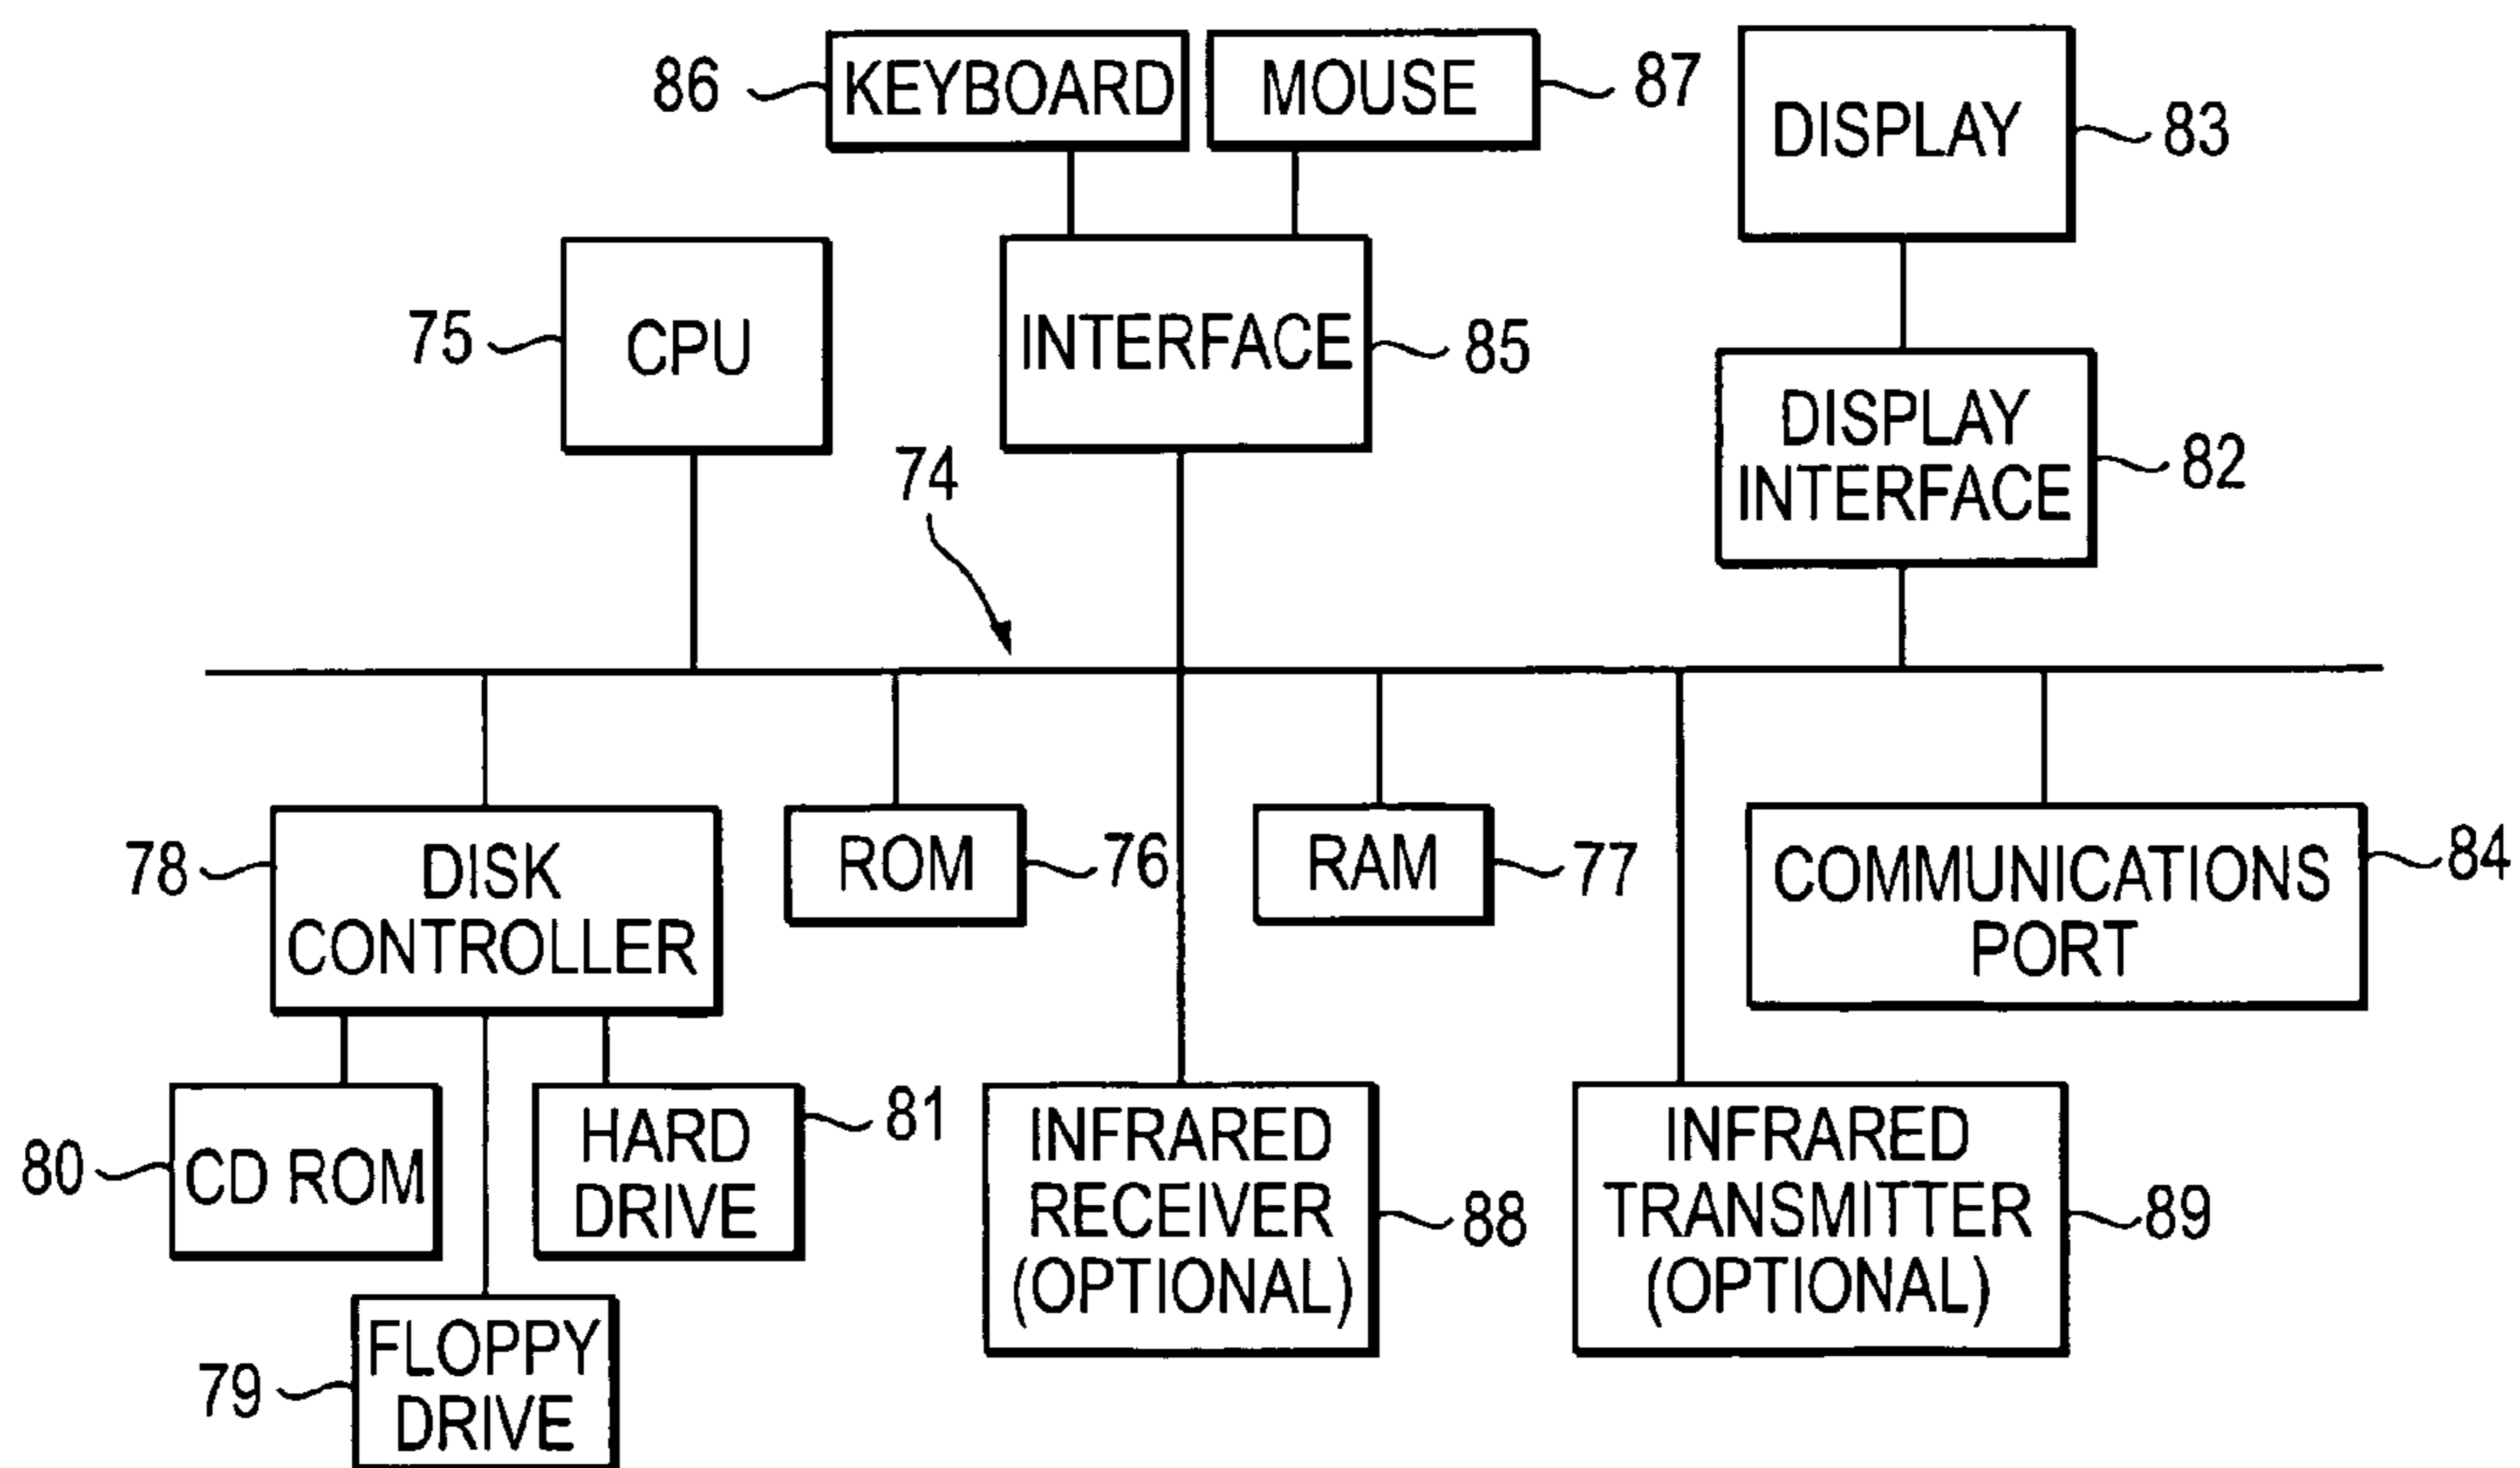 86
KEYBOARD
MOUSE
87
DISPLAY
83
75
CPU
INTERFACE
85
DISPLAY
INTERFACE
82
74
78
DISK
CONTROLLER
ROM
76
RAM
77
COMMUNICATIONS
PORT
84
80
CD ROM
HARD
DRIVE
81
INFRARED
RECEIVER
(OPTIONAL)
88
INFRARED
TRANSMITTER
(OPTIONAL)
89
79
FLOPPY
DRIVE